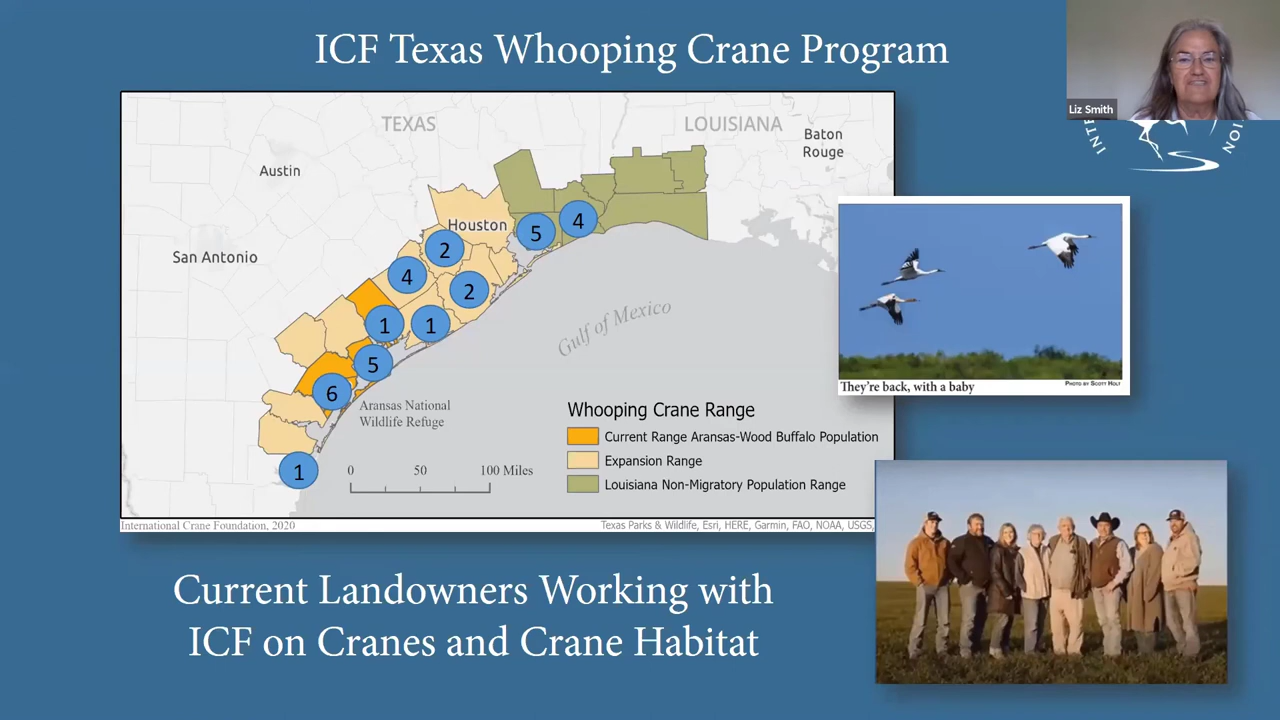 ICF Texas Whooping Crane Program
Liz Smith
TEXAS
LOUISIANA
Baton
Rouge
Austin
Houston
San Antonio
5
4
2
4
2
1
1
5
6
1
Gulf of Mexico
Aransas National
Wildlife Refuge
0 50 100 Miles
Whooping Crane Range
Current Range Aransas-Wood Buffalo Population
Expansion Range
Louisiana Non-Migratory Population Range
International Crane Foundation, 2020
Texas Parks & Wildlife, Esri, HERE, Garmin, FAO, NOAA, USGS,
They're back, with a baby
PHOTO BY SCOTT HOLT
Current Landowners Working with
ICF on Cranes and Crane Habitat